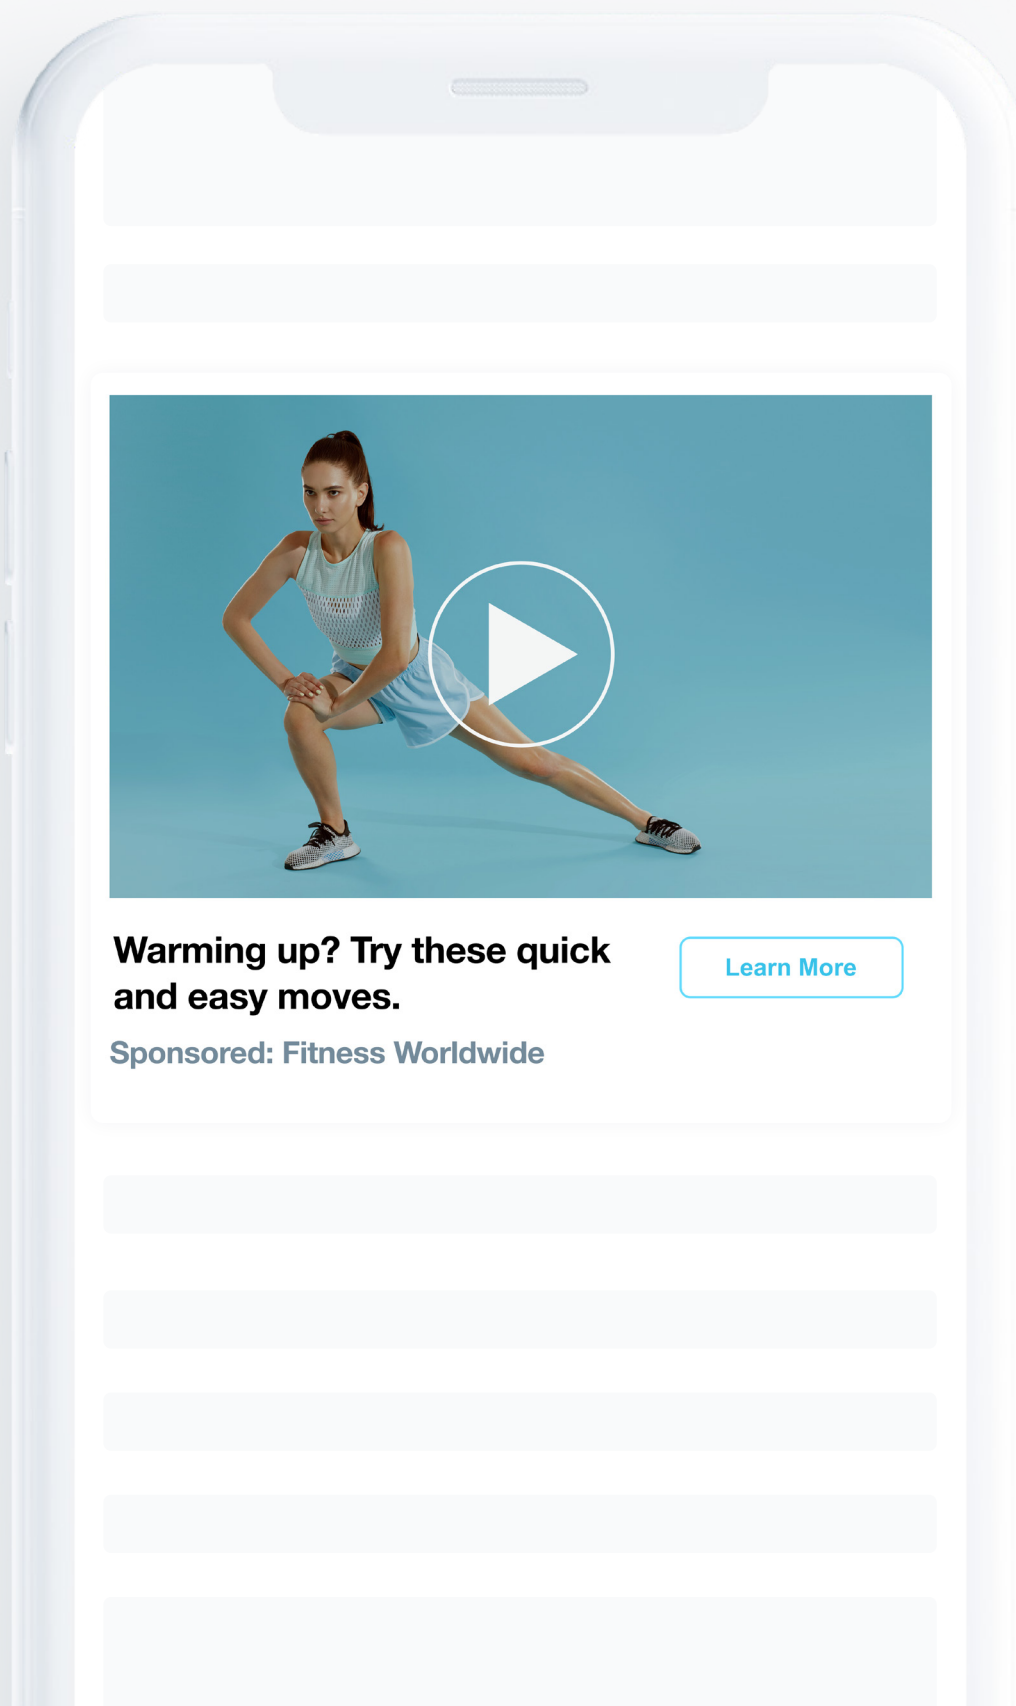 Warming up? Try these quick
and easy moves.
Learn More
Sponsored: Fitness Worldwide